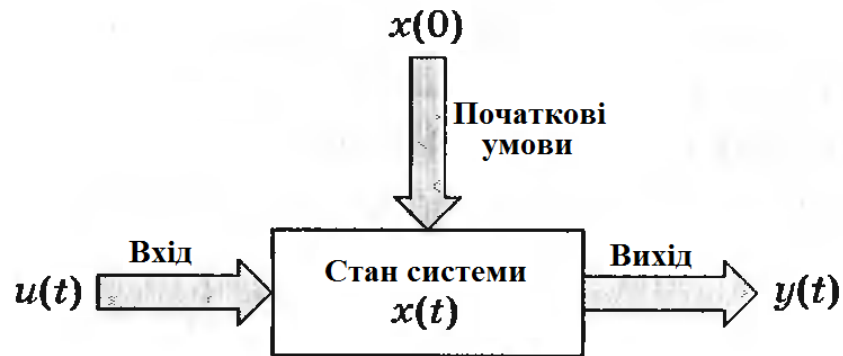 x(0)
Початкові
умови
Вхід
Стан системи
Вихід
u(t)
x(t)
y(t)